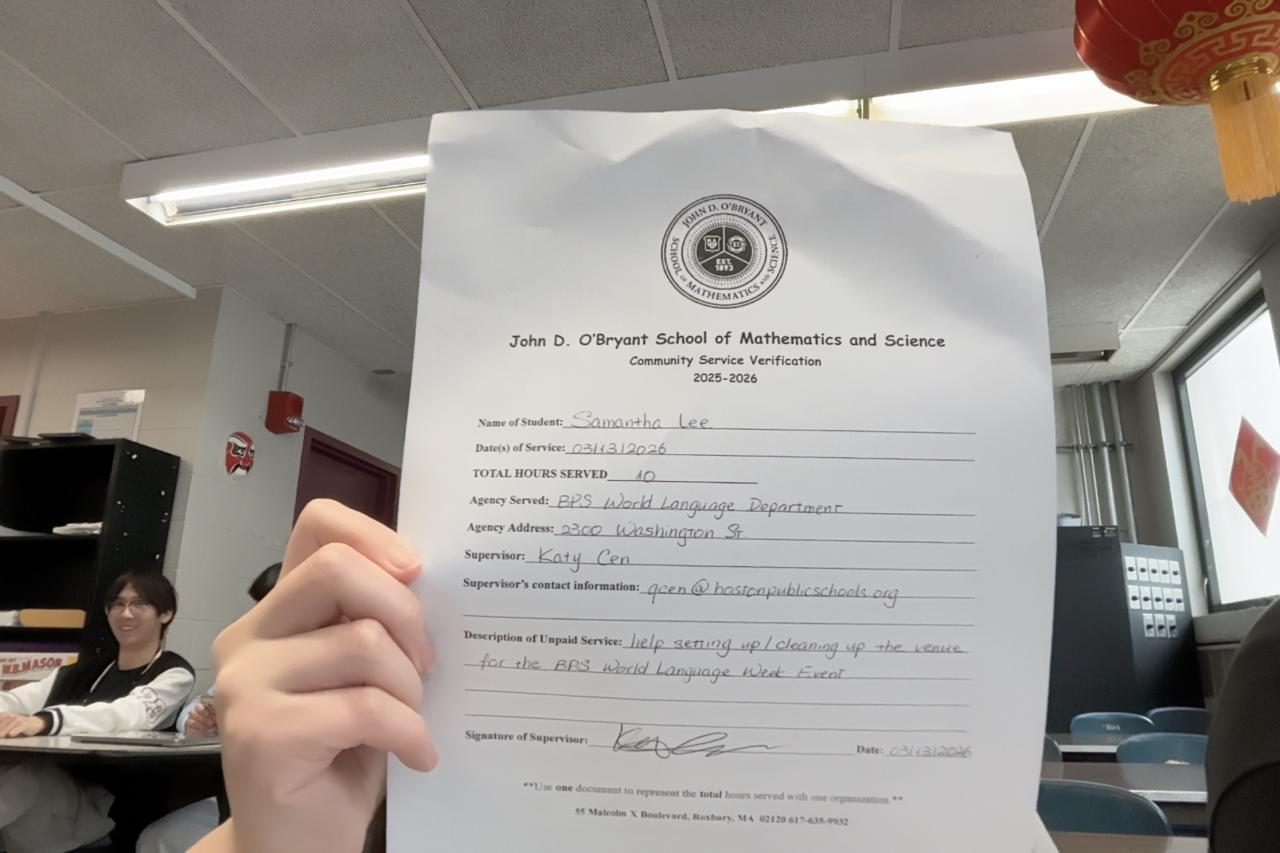 JOHN D. O'BRYANT
SCHOOL OF MATHEMATICS AND SCIENCE
EST.
1893
John D. O'Bryant School of Mathematics and Science
Community Service Verification
2025-2026
Name of Student: Samantha Lee
Date(s) of Service: 03/13/2026
TOTAL HOURS SERVED 10
Agency Served: BPS World Language Department
Agency Address: 2300 Washington St
Supervisor: Katy Cen
Supervisor's contact information: qcen@bostonpublicschools.org
Description of Unpaid Service: help setting up/cleaning up the venue
for the BPS World Language Week Event
Signature of Supervisor: Date: 03/13/2026
**Use one document to represent the total hours served with one organization.**
55 Malcolm X Boulevard, Roxbury, MA 02120 617-635-9932
W.B. MASON